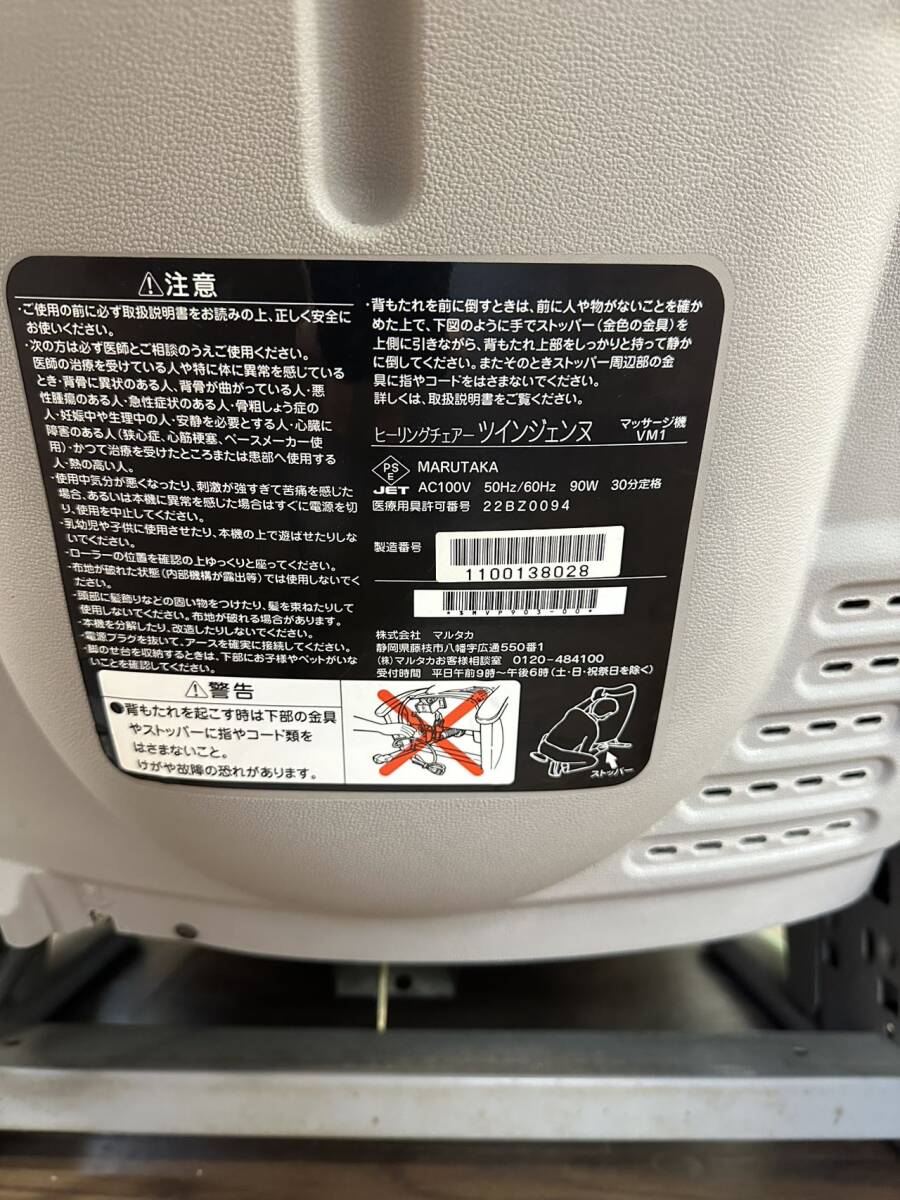 ⚠注意
・ご使用の前に必ず取扱説明書をお読みの上、正しく安全に
お使いください。
・次の方は必ず医師とご相談のうえご使用ください。
医師の治療を受けている人や特に体に異常を感じている
とき・背骨に異状のある人、背骨が曲がっている人・悪
性腫瘍のある人・急性症状のある人・骨粗しょう症の
人・妊娠中や生理中の人・安静を必要とする人・心臓に
障害のある人（狭心症、心筋梗塞、ペースメーカー使
用）・かつて治療を受けたところまたは患部へ使用する
人・熱の高い人。
・使用中気分が悪くなったり、刺激が強すぎて苦痛を感じた
場合、あるいは本機に異常を感じた場合はすぐに電源を切
り、使用を中止してください。
・乳幼児や子供に使用させたり、本機の上で遊ばせたりしな
いでください。
・ローラーの位置を確認の上ゆっくりと座ってください。
・布地が破れた状態（内部機構が露出等）では使用しないでく
ださい。
・頭部に髪飾りなどの固い物をつけたり、髪を束ねたりして
使用しないでください。布地が破れる場合があります。
・本機を分解したり、改造したりしないでください。
・電源プラグを抜いて、アースを確実に接続してください。
・脚のせ台を収納するときは、下部にお子様やペットがいな
いことを確認してください。
⚠警告
●背もたれを起こす時は下部の金具
やストッパーに指やコード類を
はさまないこと。
けがや故障の恐れがあります。
・背もたれを前に倒すときは、前に人や物がないことを確か
めた上で、下図のように手でストッパー（金色の金具）を
上側に引きながら、背もたれ上部をしっかりと持って静か
に倒してください。またそのときストッパー周辺部の金
具に指やコードをはさまないでください。
詳しくは、取扱説明書をご覧ください。
ヒーリングチェアー ツインジェンヌ マッサージ機 VM1
PSE MARUTAKA
JET AC100V 50Hz/60Hz 90W 30分定格
医療用具許可番号 22BZ0094
製造番号
1100138028
*SMVP903-00*
株式会社 マルタカ
静岡県藤枝市八幡字広通550番1
（株）マルタカお客様相談室 0120-484100
受付時間 平日午前9時～午後6時（土・日・祝祭日を除く）
ストッパー